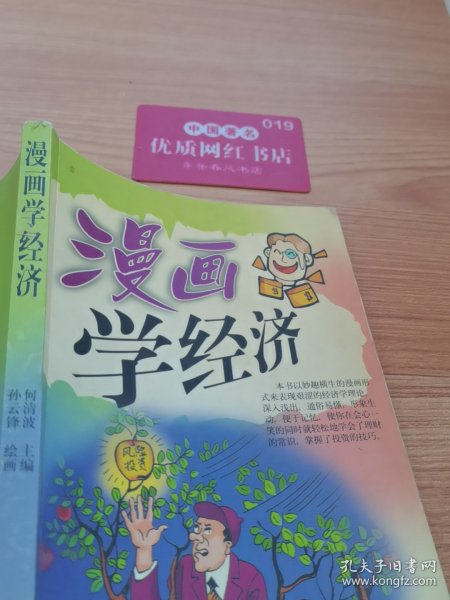 019
中国著名
优质网红书店
漫画学经济
何清波 主编
孙云锋 绘画
漫画
学经济
本书以妙趣横生的漫画形
式来表现艰涩的经济学理论,
深入浅出、通俗易懂、形象生
动、便于记忆,使你在会心一
笑的同时就轻松地学会了理财
的常识,掌握了投资的技巧。
风险
投资
孔夫子旧书网
www.kongfz.com